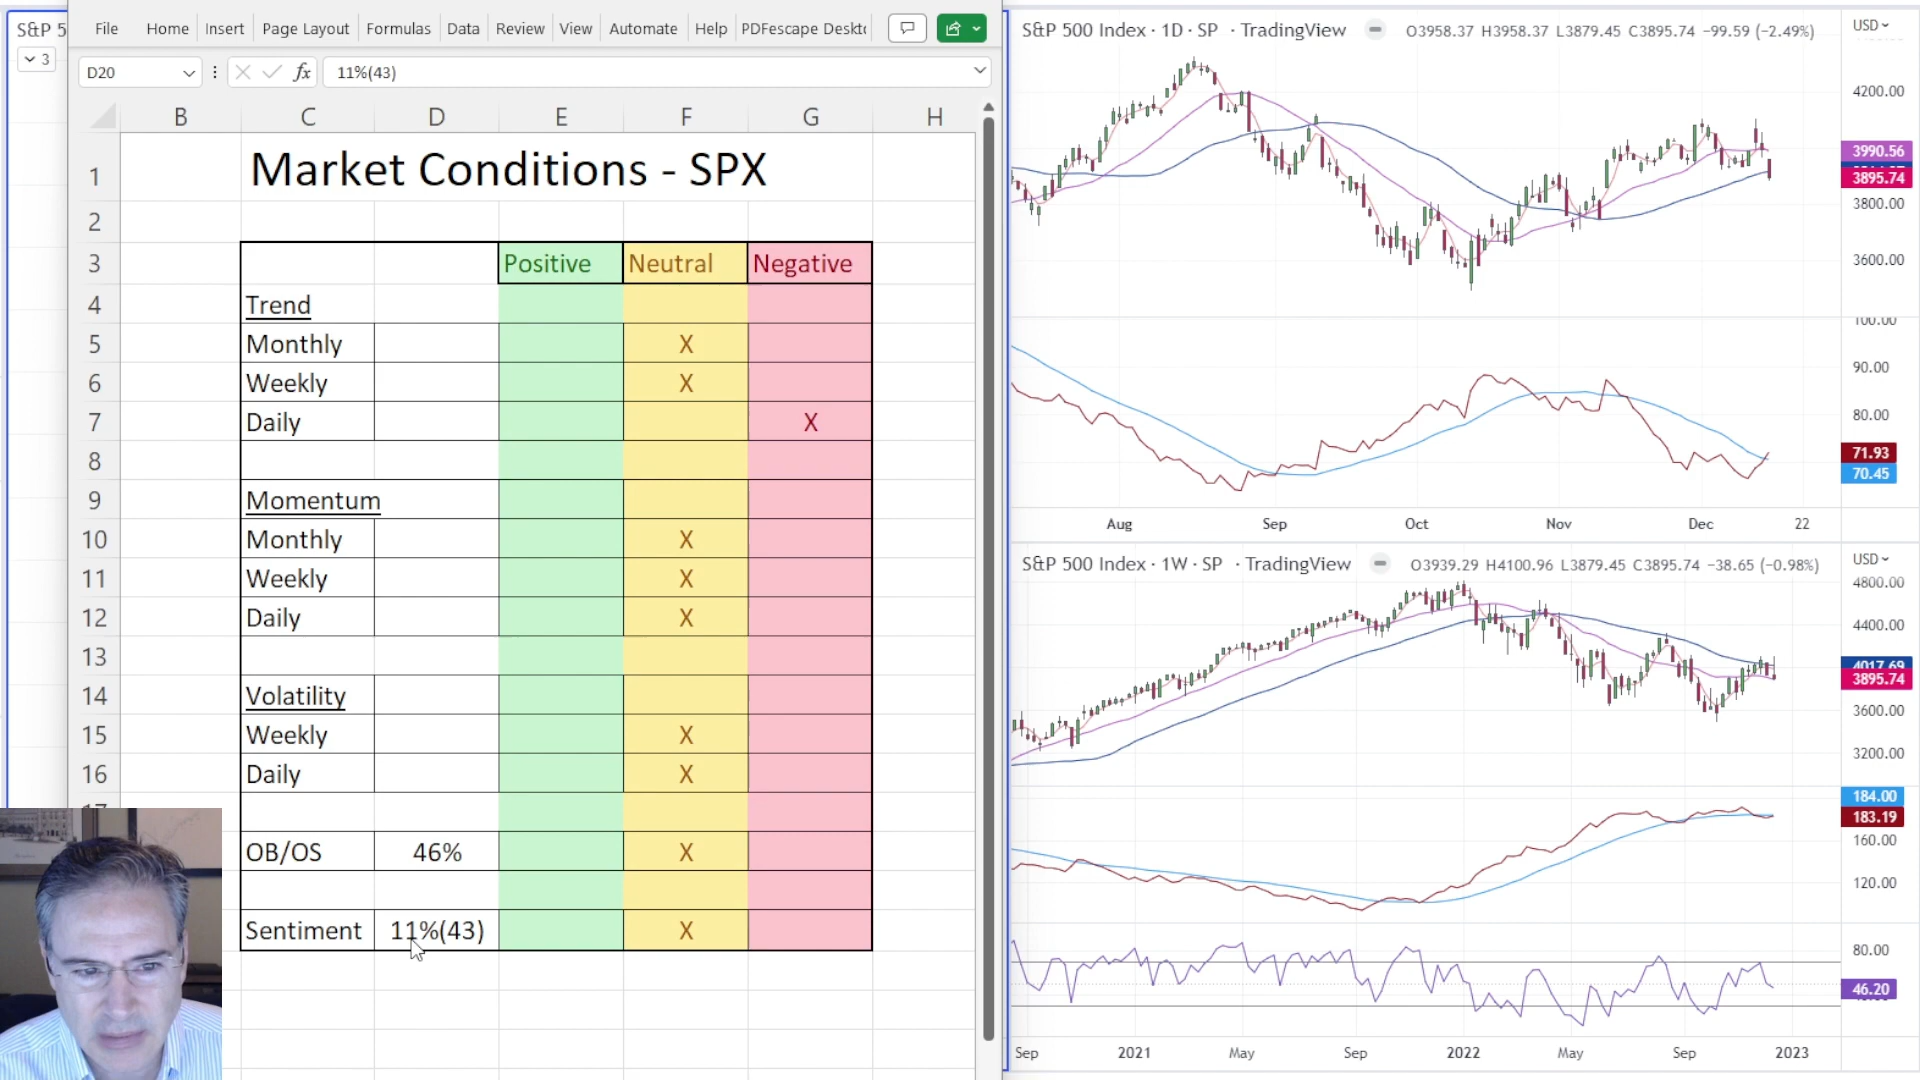 S&P 5
3
File Home Insert Page Layout Formulas Data Review View Automate Help PDFescape Deskt
D20
fx 11%(43)
B C D E F G H
1 Market Conditions - SPX
2
3 Positive Neutral Negative
4 Trend
5 Monthly X
6 Weekly X
7 Daily X
8
9 Momentum
10 Monthly X
11 Weekly X
12 Daily X
13
14 Volatility
15 Weekly X
16 Daily X
17
OB/OS 46% X
Sentiment 11%(43) X
S&P 500 Index · 1D · SP · TradingView O3958.37 H3958.37 L3879.45 C3895.74 −99.59 (−2.49%)
USD
4200.00
3990.56
3895.74
3800.00
3600.00
100.00
90.00
80.00
71.93
70.45
Aug Sep Oct Nov Dec 22
S&P 500 Index · 1W · SP · TradingView O3939.29 H4100.96 L3879.45 C3895.74 −38.65 (−0.98%)
USD
4800.00
4400.00
4017.69
3895.74
3600.00
3200.00
184.00
183.19
160.00
120.00
80.00
46.20
Sep 2021 May Sep 2022 May Sep 2023